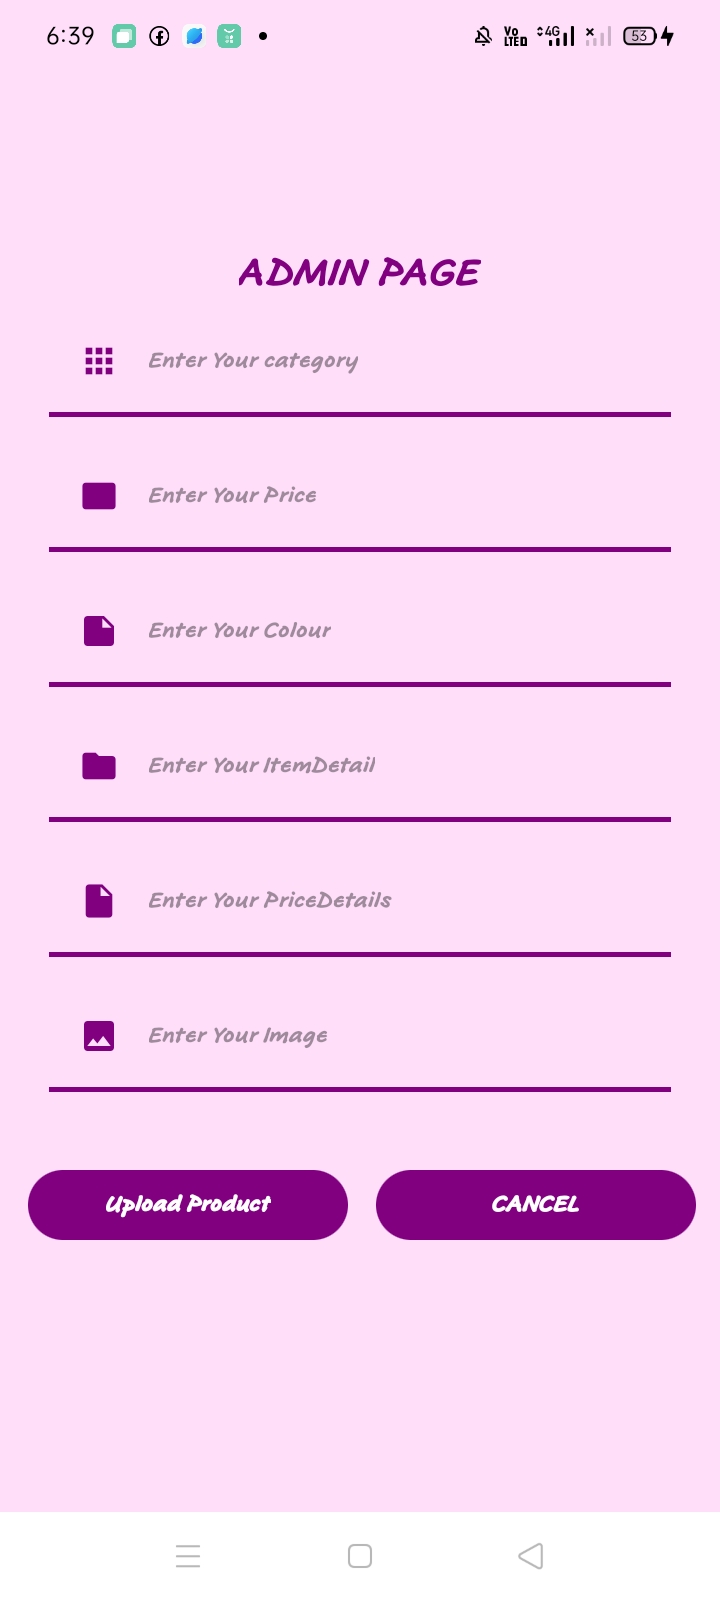 6:39
Vo LTED 4G 53
ADMIN PAGE
Enter Your category
Enter Your Price
Enter Your Colour
Enter Your ItemDetail
Enter Your PriceDetails
Enter Your Image
Upload Product CANCEL